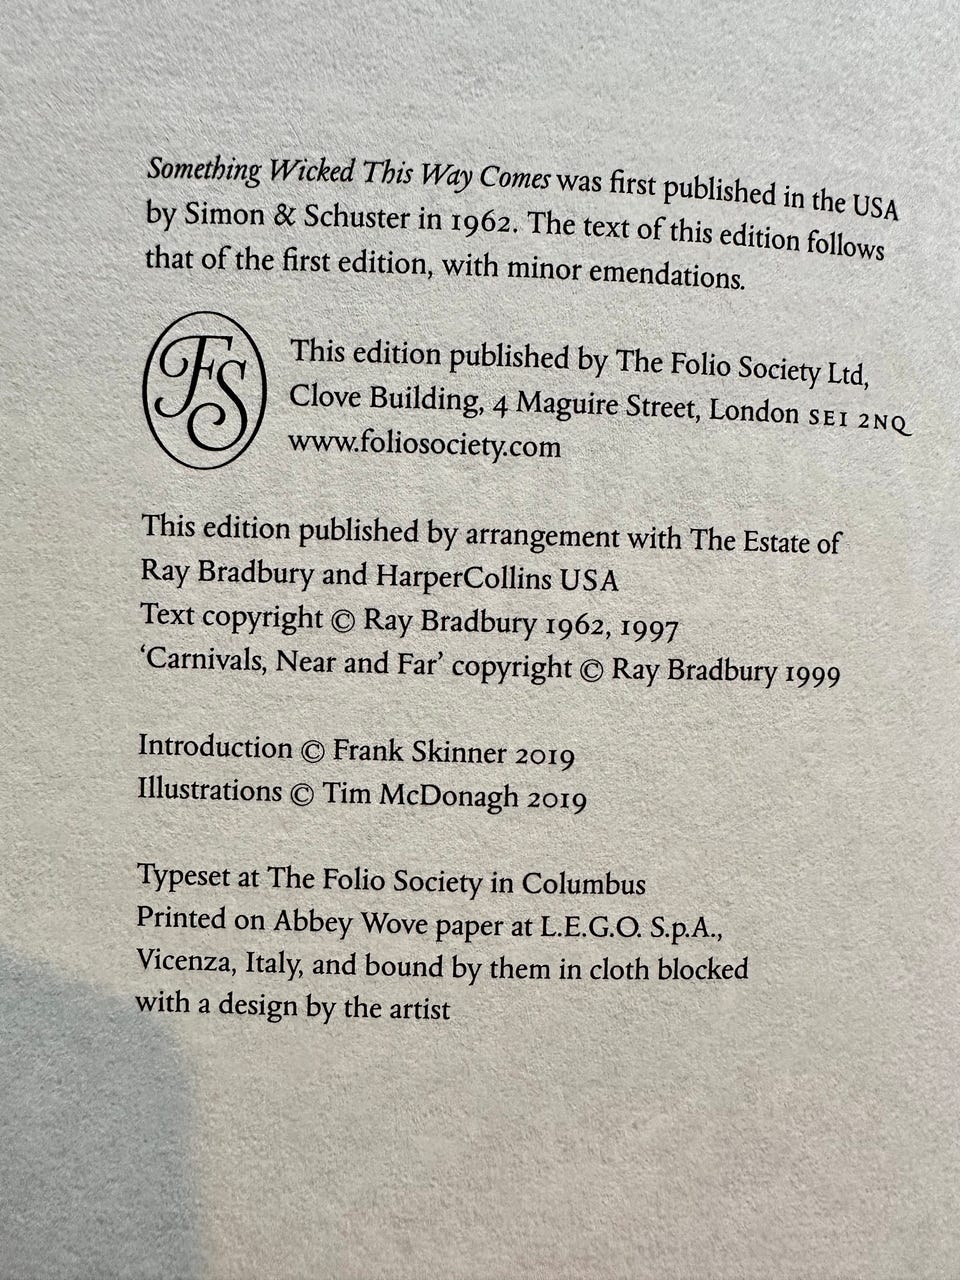 Something Wicked This Way Comes was first published in the USA
by Simon & Schuster in 1962. The text of this edition follows
that of the first edition, with minor emendations.
FS
This edition published by The Folio Society Ltd,
Clove Building, 4 Maguire Street, London SE1 2NQ
www.foliosociety.com
This edition published by arrangement with The Estate of
Ray Bradbury and HarperCollins USA
Text copyright © Ray Bradbury 1962, 1997
‘Carnivals, Near and Far’ copyright © Ray Bradbury 1999
Introduction © Frank Skinner 2019
Illustrations © Tim McDonagh 2019
Typeset at The Folio Society in Columbus
Printed on Abbey Wove paper at L.E.G.O. S.p.A.,
Vicenza, Italy, and bound by them in cloth blocked
with a design by the artist